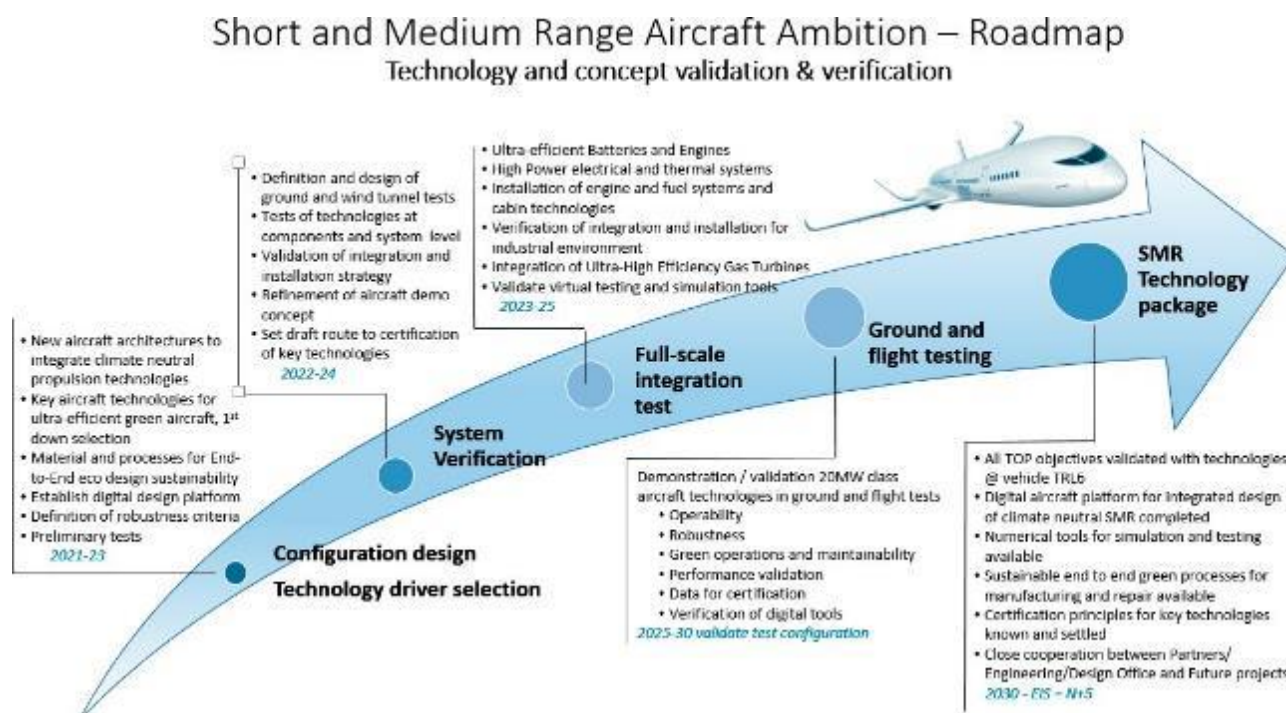 Short and Medium Range Aircraft Ambition – Roadmap
Technology and concept validation & verification
• New aircraft architectures to
integrate climate neutral
propulsion technologies
• Key aircraft technologies for
ultra-efficient green aircraft, 1st
down selection
• Material and processes for End-
to-End eco design sustainability
• Establish digital design platform
• Definition of robustness criteria
• Preliminary tests
2021-23
Configuration design
Technology driver selection
• Definition and design of
ground and wind tunnel tests
• Tests of technologies at
components and system level
• Validation of integration and
installation strategy
• Refinement of aircraft demo
concept
• Set draft route to certification
of key technologies
2022-24
System
Verification
• Ultra-efficient Batteries and Engines
• High Power electrical and thermal systems
• Installation of engine and fuel systems and
cabin technologies
• Verification of integration and installation for
industrial environment
• Integration of Ultra-High Efficiency Gas Turbines
• Validate virtual testing and simulation tools
2023-25
Full-scale
integration
test
Ground and
flight testing
Demonstration / validation 20MW class
aircraft technologies in ground and flight tests
• Operability
• Robustness
• Green operations and maintainability
• Performance validation
• Data for certification
• Verification of digital tools
2025-30 validate test configuration
SMR
Technology
package
• All TOP objectives validated with technologies
@ vehicle TRL6
• Digital aircraft platform for integrated design
of climate neutral SMR completed
• Numerical tools for simulation and testing
available
• Sustainable end to end green processes for
manufacturing and repair available
• Certification principles for key technologies
known and settled
• Close cooperation between Partners/
Engineering/Design Office and Future projects
2030 - EIS = N+5